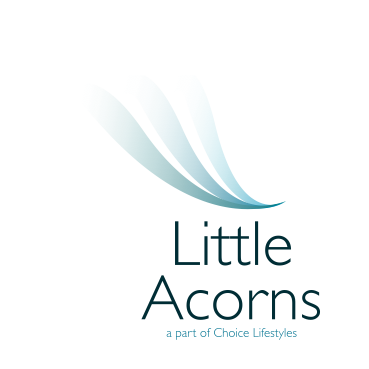 Little
Acorns
a part of Choice Lifestyles